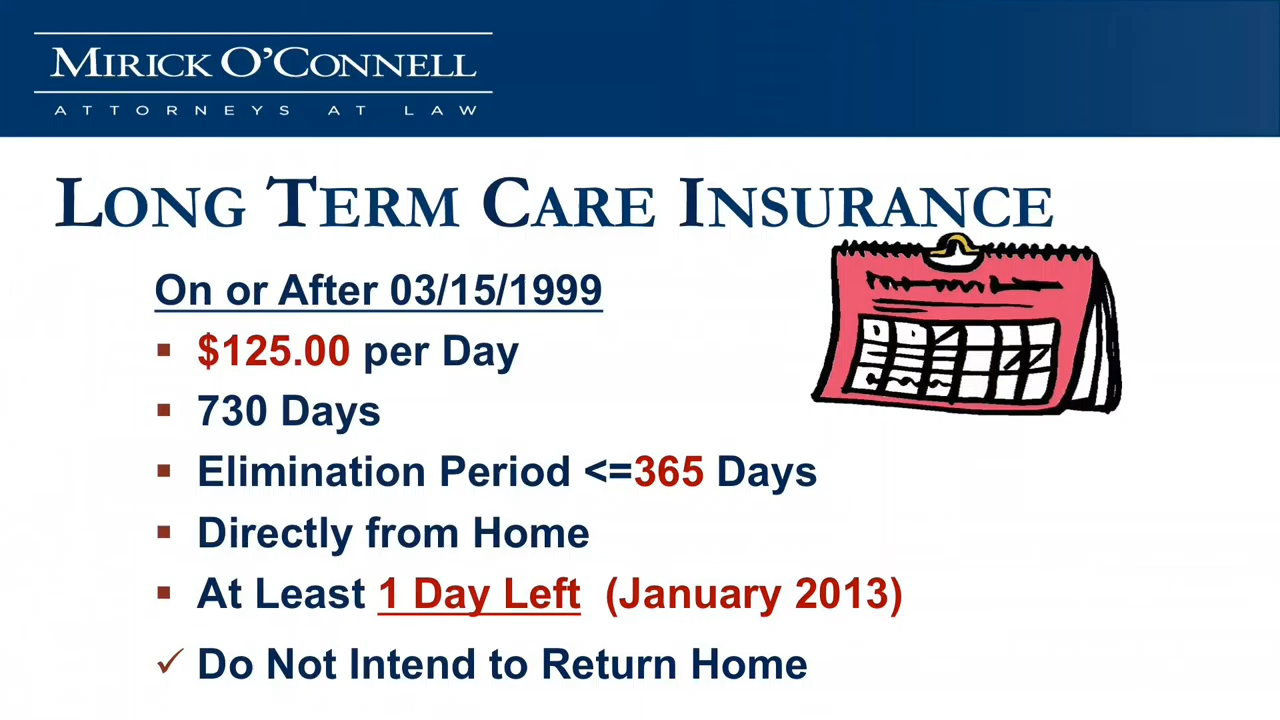 MIRICK O'CONNELL
ATTORNEYS AT LAW
LONG TERM CARE INSURANCE
On or After 03/15/1999
▪ $125.00 per Day
▪ 730 Days
▪ Elimination Period <=365 Days
▪ Directly from Home
▪ At Least 1 Day Left (January 2013)
✓ Do Not Intend to Return Home